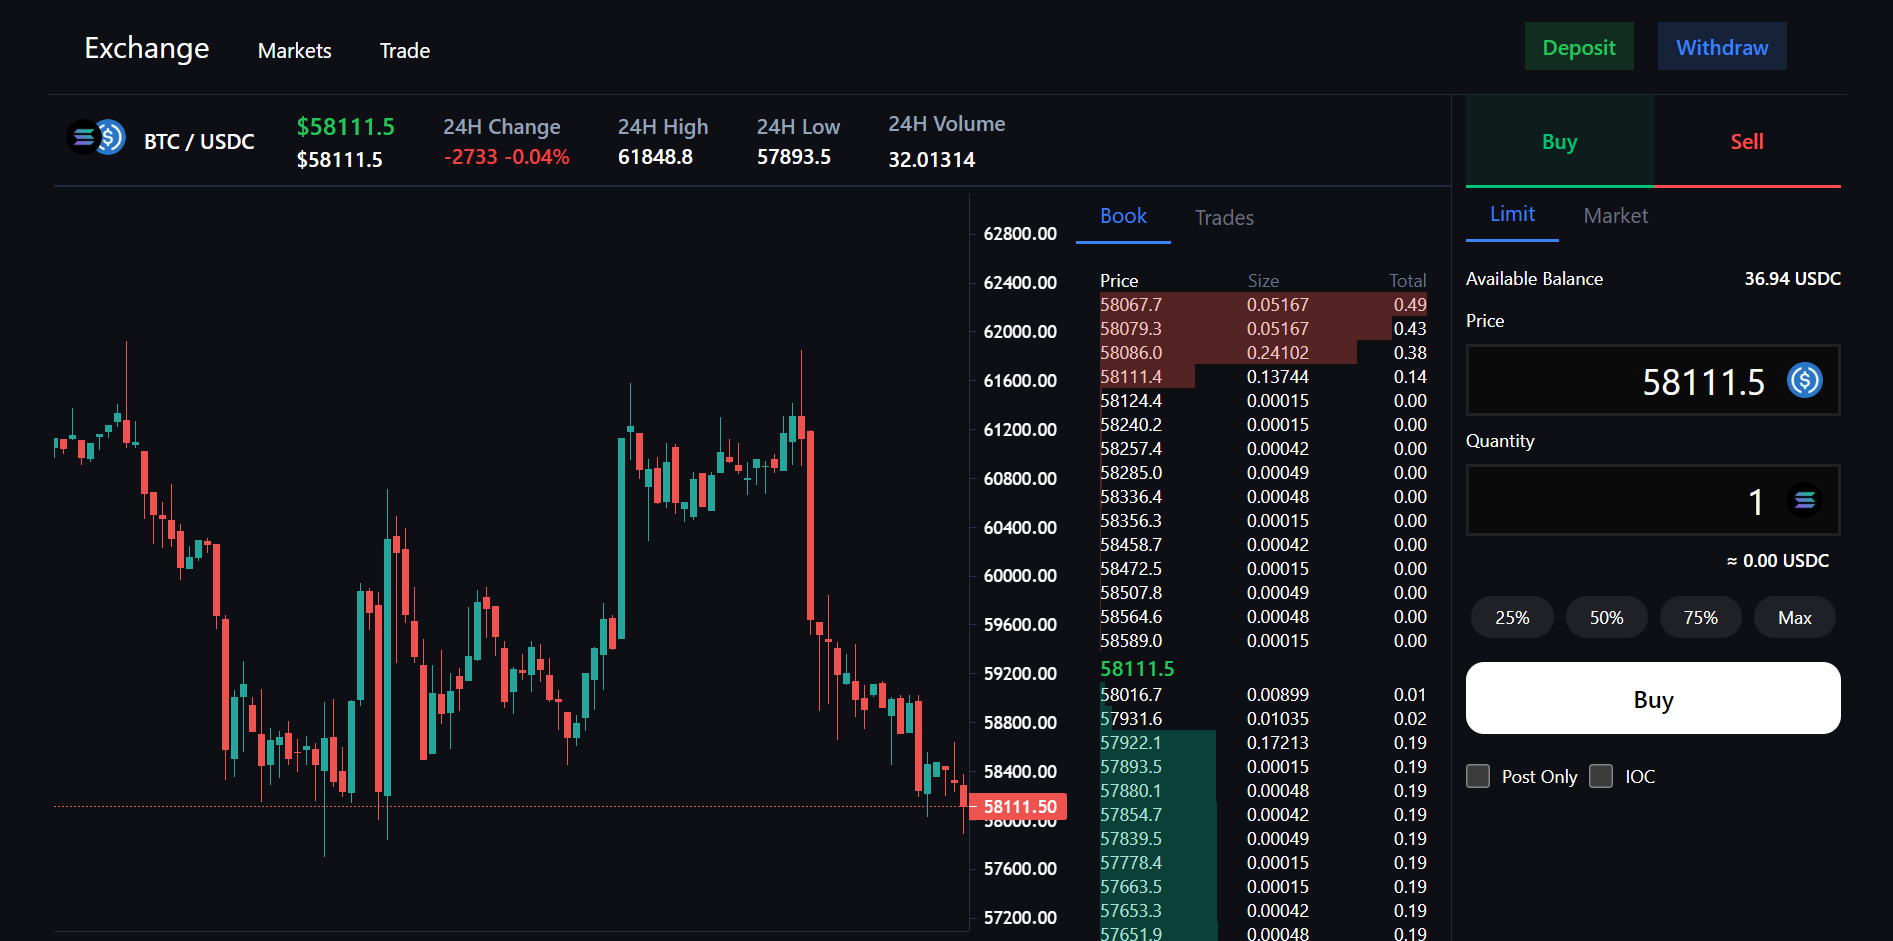 Exchange Markets Trade Deposit Withdraw
BTC / USDC
$58111.5
$58111.5
24H Change
-2733 -0.04%
24H High
61848.8
24H Low
57893.5
24H Volume
32.01314
62800.00
62400.00
62000.00
61600.00
61200.00
60800.00
60400.00
60000.00
59600.00
59200.00
58800.00
58400.00
58111.50
58000.00
57600.00
57200.00
Book Trades
Price Size Total
58067.7 0.05167 0.49
58079.3 0.05167 0.43
58086.0 0.24102 0.38
58111.4 0.13744 0.14
58124.4 0.00015 0.00
58240.2 0.00015 0.00
58257.4 0.00042 0.00
58285.0 0.00049 0.00
58336.4 0.00048 0.00
58356.3 0.00015 0.00
58458.7 0.00042 0.00
58472.5 0.00015 0.00
58507.8 0.00049 0.00
58564.6 0.00048 0.00
58589.0 0.00015 0.00
58111.5
58016.7 0.00899 0.01
57931.6 0.01035 0.02
57922.1 0.17213 0.19
57893.5 0.00015 0.19
57880.1 0.00048 0.19
57854.7 0.00042 0.19
57839.5 0.00049 0.19
57778.4 0.00015 0.19
57663.5 0.00015 0.19
57653.3 0.00042 0.19
57651.9 0.00048 0.19
Buy Sell
Limit Market
Available Balance 36.94 USDC
Price
58111.5
Quantity
1
≈ 0.00 USDC
25% 50% 75% Max
Buy
Post Only IOC